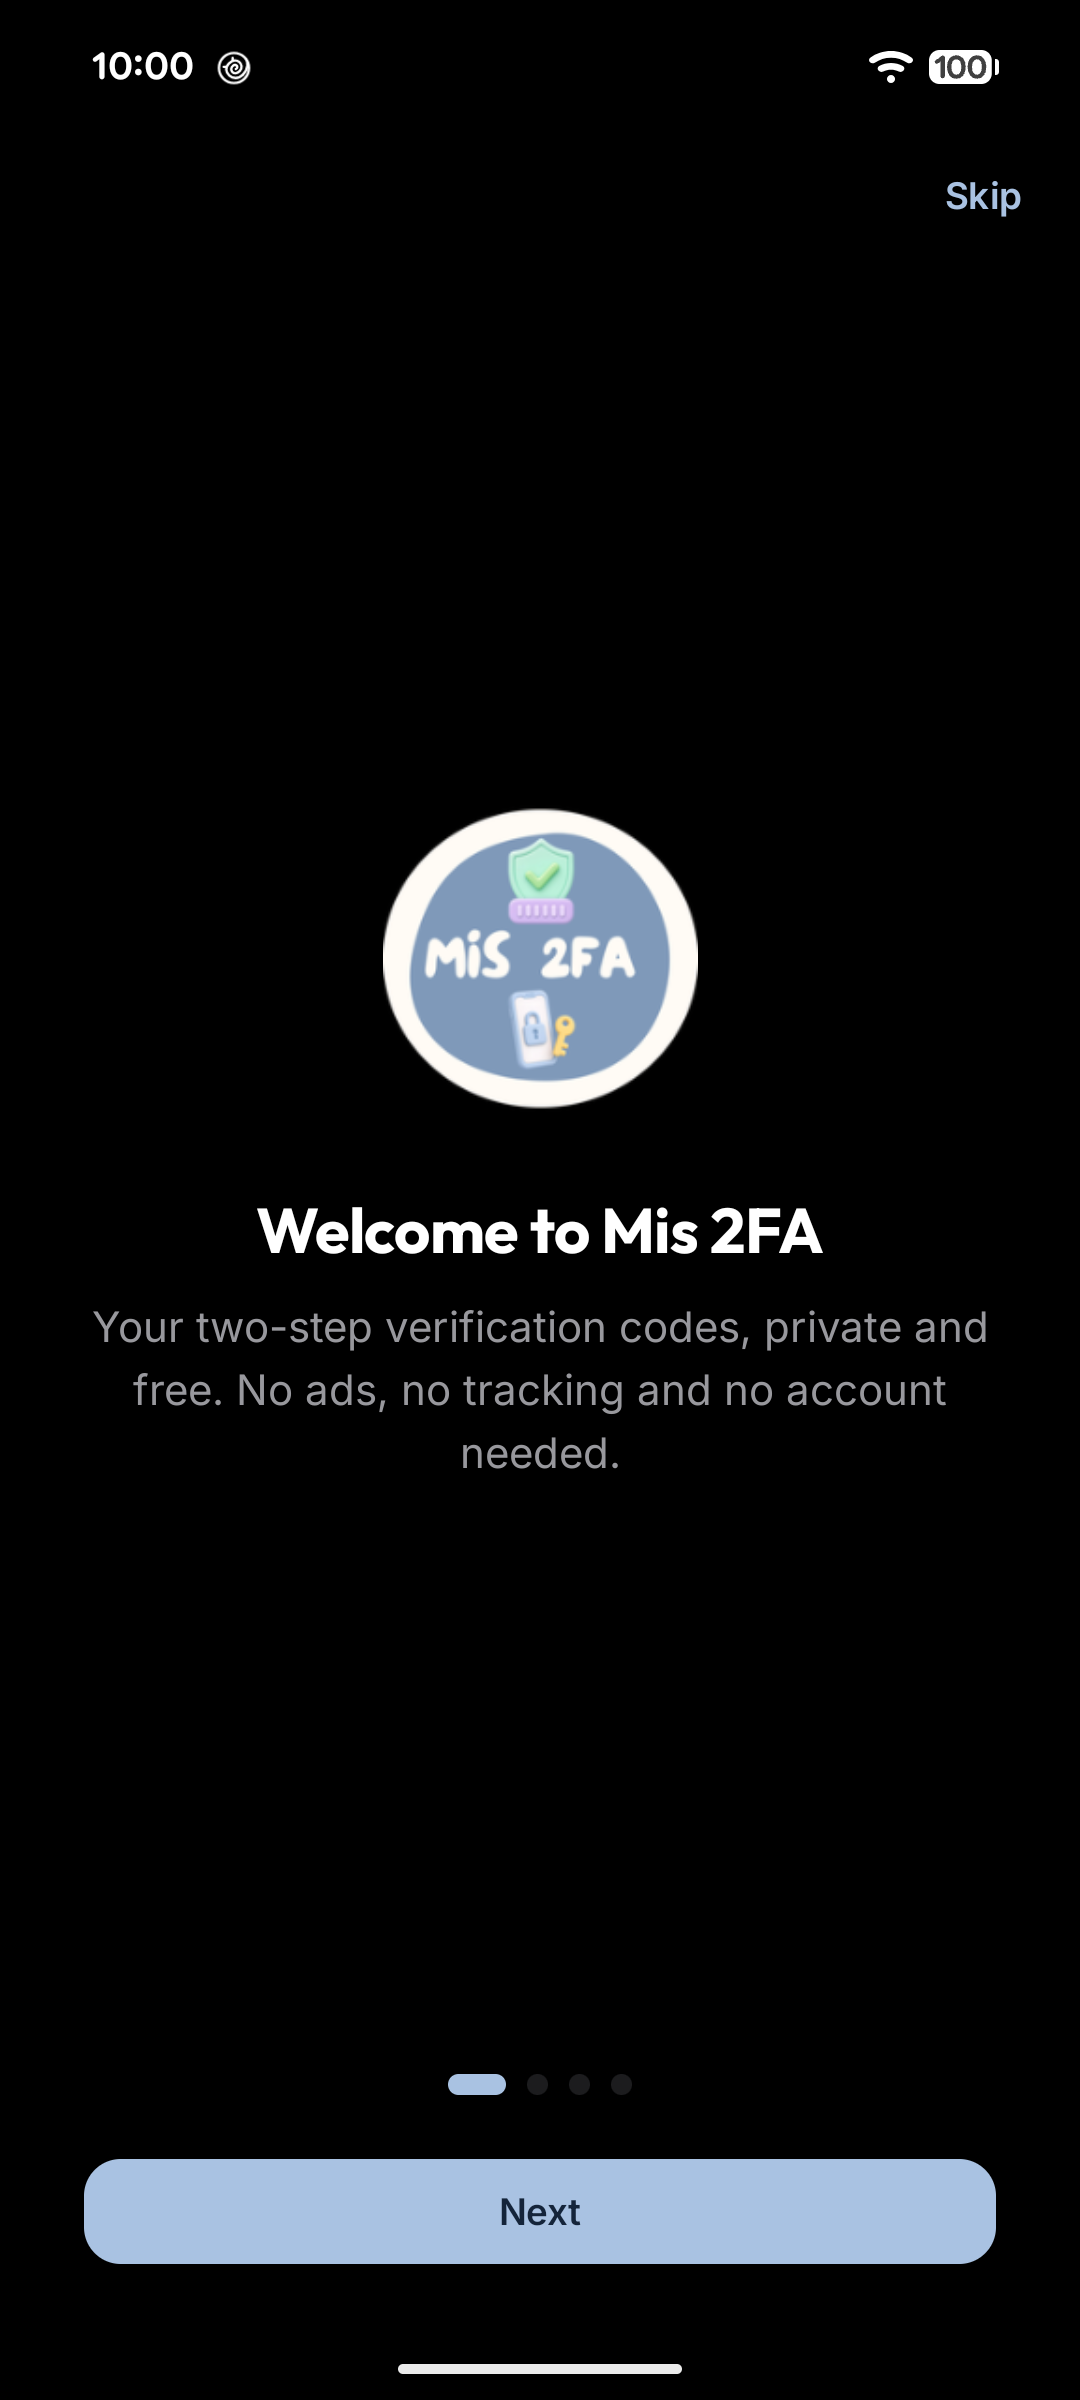 10:00
100
Skip
MiS 2FA
Welcome to Mis 2FA
Your two-step verification codes, private and
free. No ads, no tracking and no account
needed.
Next